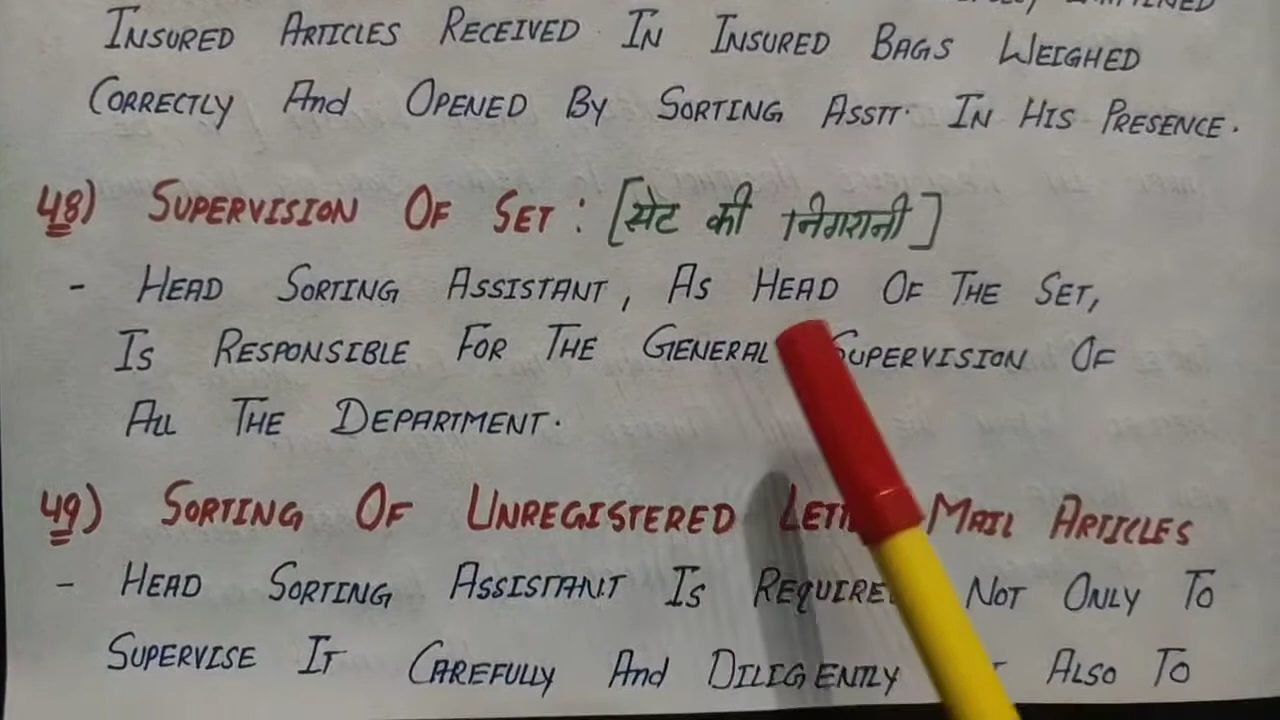 INSURED ARTICLES RECEIVED IN INSURED BAGS WEIGHED
CORRECTLY And OPENED By SORTING ASSTT. IN HIS PRESENCE.
48) SUPERVISION OF SET : [सेट की निगरानी]
- HEAD SORTING ASSISTANT, AS HEAD OF THE SET,
IS RESPONSIBLE FOR THE GENERAL SUPERVISION OF
All THE DEPARTMENT.
49) SORTING OF UNREGISTERED MAIL ARTICLES
- HEAD SORTING ASSISTANT IS NOT ONLY TO
SUPERVISE IT CAREFULLY And DILIGENTLY ALSO TO